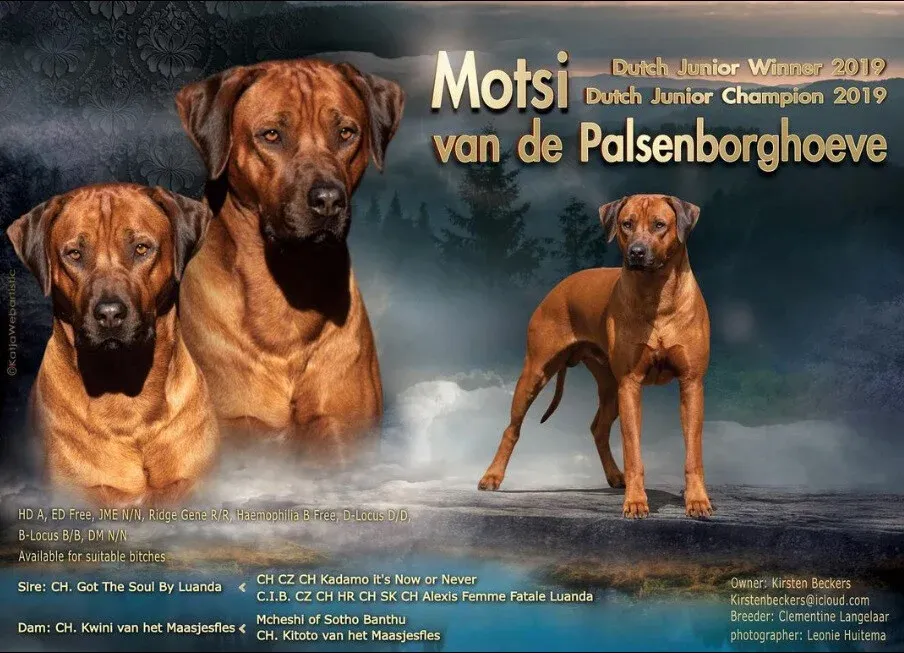 Motsi
Dutch Junior Winner 2019
Dutch Junior Champion 2019
van de Palsenborghoeve
©KatjaWebartistic
HD A, ED Free, JME N/N, Ridge Gene R/R, Haemophilia B Free, D-Locus D/D,
B-Locus B/B, DM N/N
Available for suitable bitches
Sire: CH. Got The Soul By Luanda <
CH CZ CH Kadamo it's Now or Never
C.I.B. CZ CH HR CH SK CH Alexis Femme Fatale Luanda
Dam: CH. Kwini van het Maasjesfles <
Mcheshi of Sotho Banthu
CH. Kitoto van het Maasjesfles
Owner: Kirsten Beckers
Kirstenbeckers@icloud.com
Breeder: Clementine Langelaar
photographer: Leonie Huitema